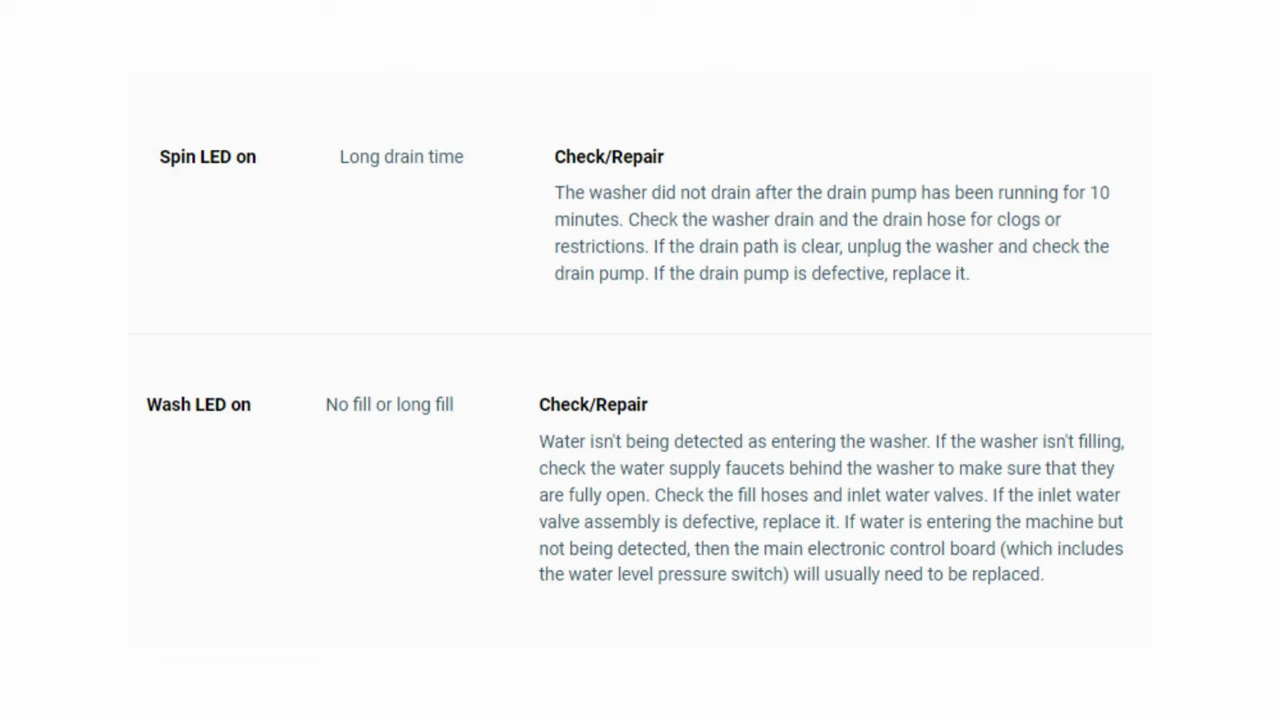 Spin LED on
Long drain time
Check/Repair
The washer did not drain after the drain pump has been running for 10
minutes. Check the washer drain and the drain hose for clogs or
restrictions. If the drain path is clear, unplug the washer and check the
drain pump. If the drain pump is defective, replace it.
Wash LED on
No fill or long fill
Check/Repair
Water isn't being detected as entering the washer. If the washer isn't filling,
check the water supply faucets behind the washer to make sure that they
are fully open. Check the fill hoses and inlet water valves. If the inlet water
valve assembly is defective, replace it. If water is entering the machine but
not being detected, then the main electronic control board (which includes
the water level pressure switch) will usually need to be replaced.